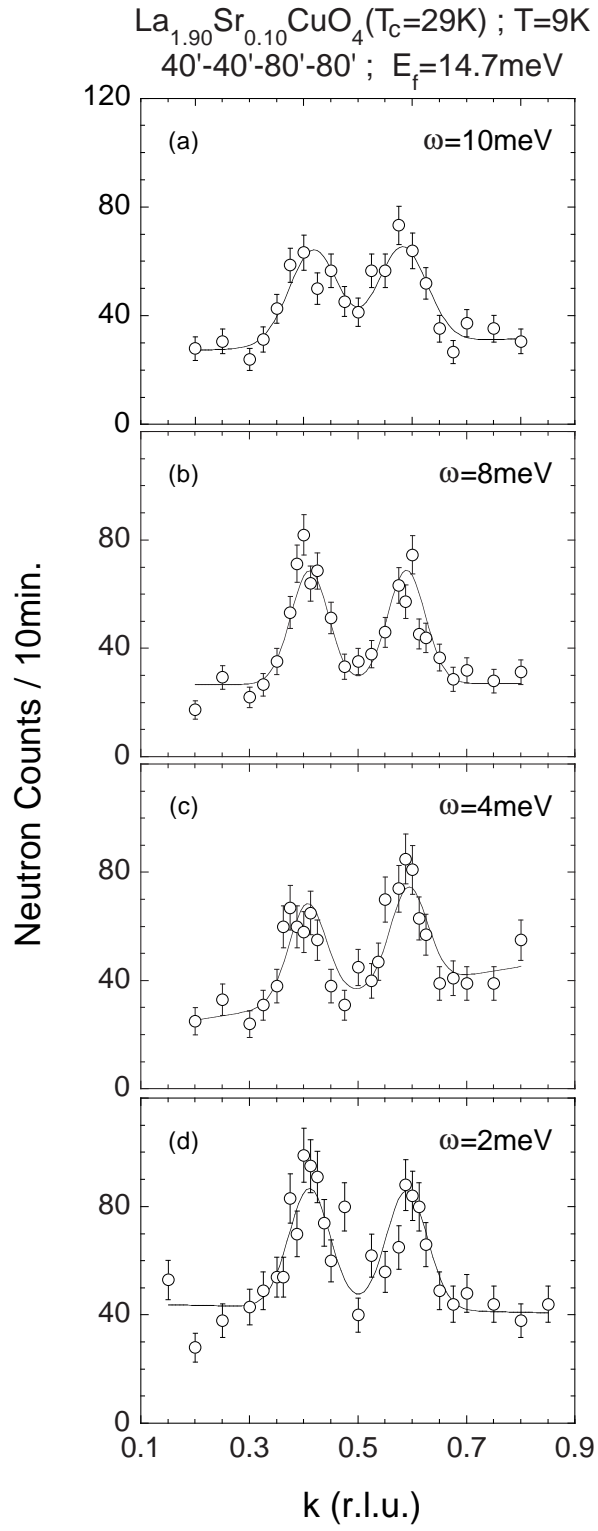 La1.90Sr0.10CuO4(Tc=29K) ; T=9K
40'-40'-80'-80' ; Ef=14.7meV
120
(a)
ω=10meV
80
40
0
(b)
ω=8meV
80
40
0
Neutron Counts / 10min.
(c)
ω=4meV
80
40
0
(d)
ω=2meV
80
40
0
0.1 0.3 0.5 0.7 0.9
k (r.l.u.)